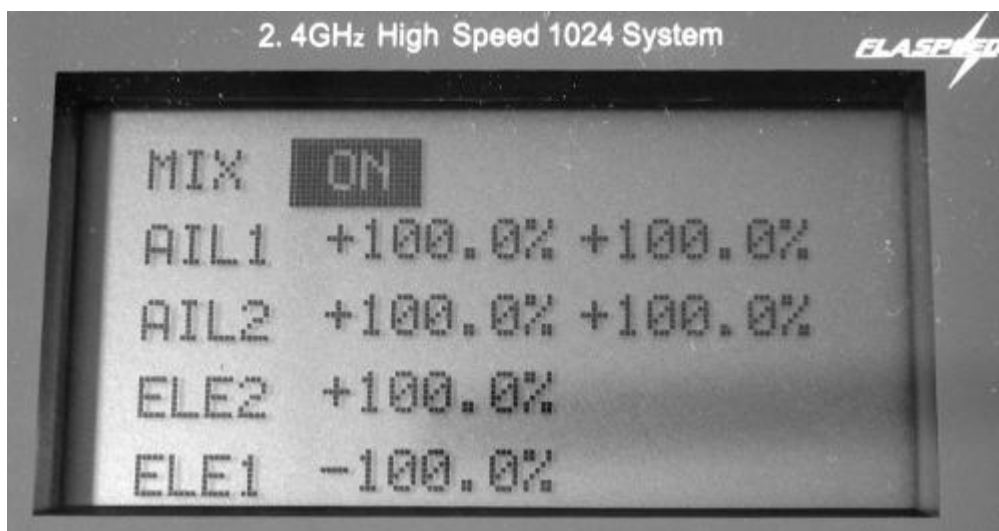 2. 4GHz High Speed 1024 System
FLASPEED
MIX ON
AIL1 +100.0% +100.0%
AIL2 +100.0% +100.0%
ELE2 +100.0%
ELE1 -100.0%